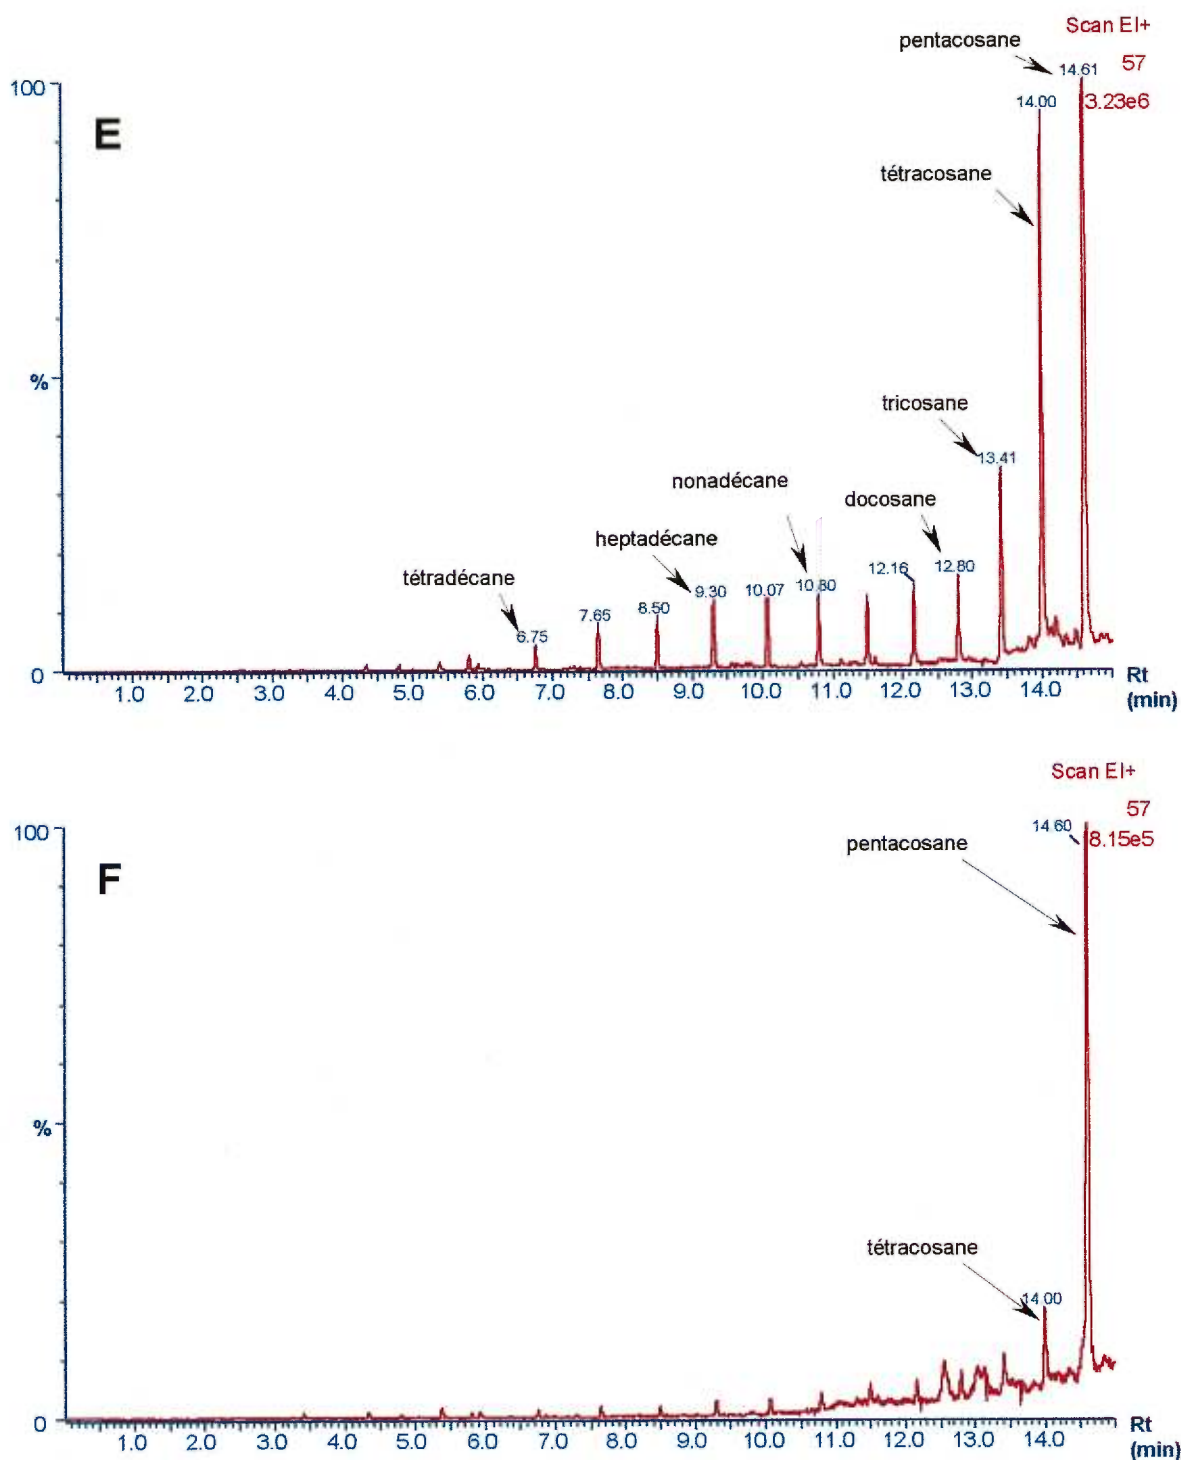 Scan EI+
57
3.23e6
pentacosane
14.61
100
14.00
E
tétracosane
%
tricosane
13.41
nonadécane
docosane
heptadécane
tétradécane
6.75
7.65
8.50
9.30
10.07
10.80
12.16
12.80
0
1.0 2.0 3.0 4.0 5.0 6.0 7.0 8.0 9.0 10.0 11.0 12.0 13.0 14.0
Rt
(min)
Scan EI+
57
8.15e5
14.60
100
pentacosane
F
%
tétracosane
14.00
0
1.0 2.0 3.0 4.0 5.0 6.0 7.0 8.0 9.0 10.0 11.0 12.0 13.0 14.0
Rt
(min)